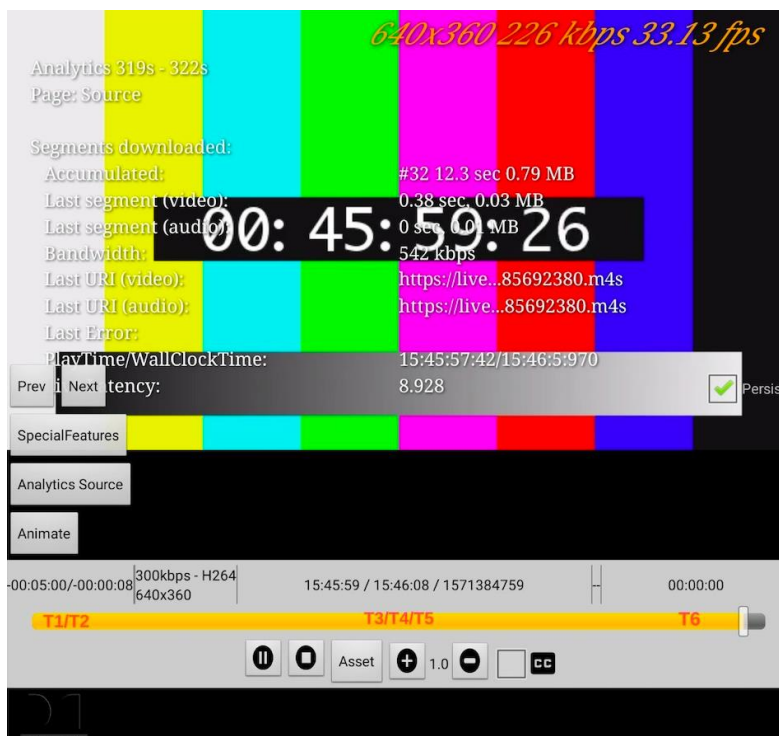 640x360 226 kbps 33.13 fps
Analytics 319s - 322s
Page: Source
Segments downloaded:
Accumulated: #32 12.3 sec 0.79 MB
Last segment (video): 0.38 sec, 0.03 MB
Last segment (audio): 0 sec, 0.01 MB
00: 45: 59: 26
Bandwidth: 542 kbps
Last URI (video): https://live...85692380.m4s
Last URI (audio): https://live...85692380.m4s
Last Error:
PlayTime/WallClockTime: 15:45:57:42/15:46:5:970
Prev Next tency: 8.928 Persis
SpecialFeatures
Analytics Source
Animate
-00:05:00/-00:00:08 300kbps - H264 15:45:59 / 15:46:08 / 1571384759 -- 00:00:00
640x360
T1/T2 T3/T4/T5 T6
Asset 1.0 CC